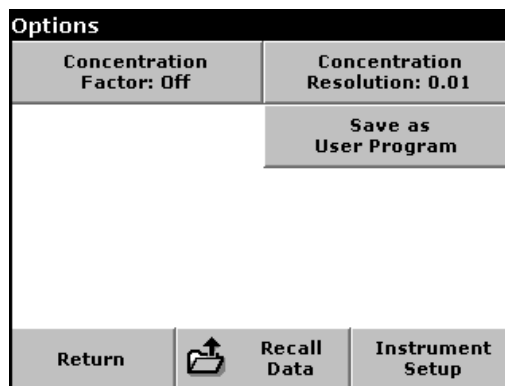 Options
Concentration
Factor: Off
Concentration
Resolution: 0.01
Save as
User Program
Return
Recall
Data
Instrument
Setup